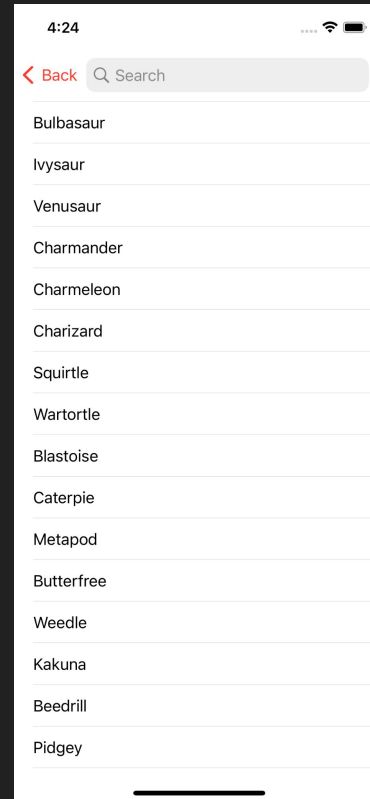 4:24
Back Search
Bulbasaur
Ivysaur
Venusaur
Charmander
Charmeleon
Charizard
Squirtle
Wartortle
Blastoise
Caterpie
Metapod
Butterfree
Weedle
Kakuna
Beedrill
Pidgey